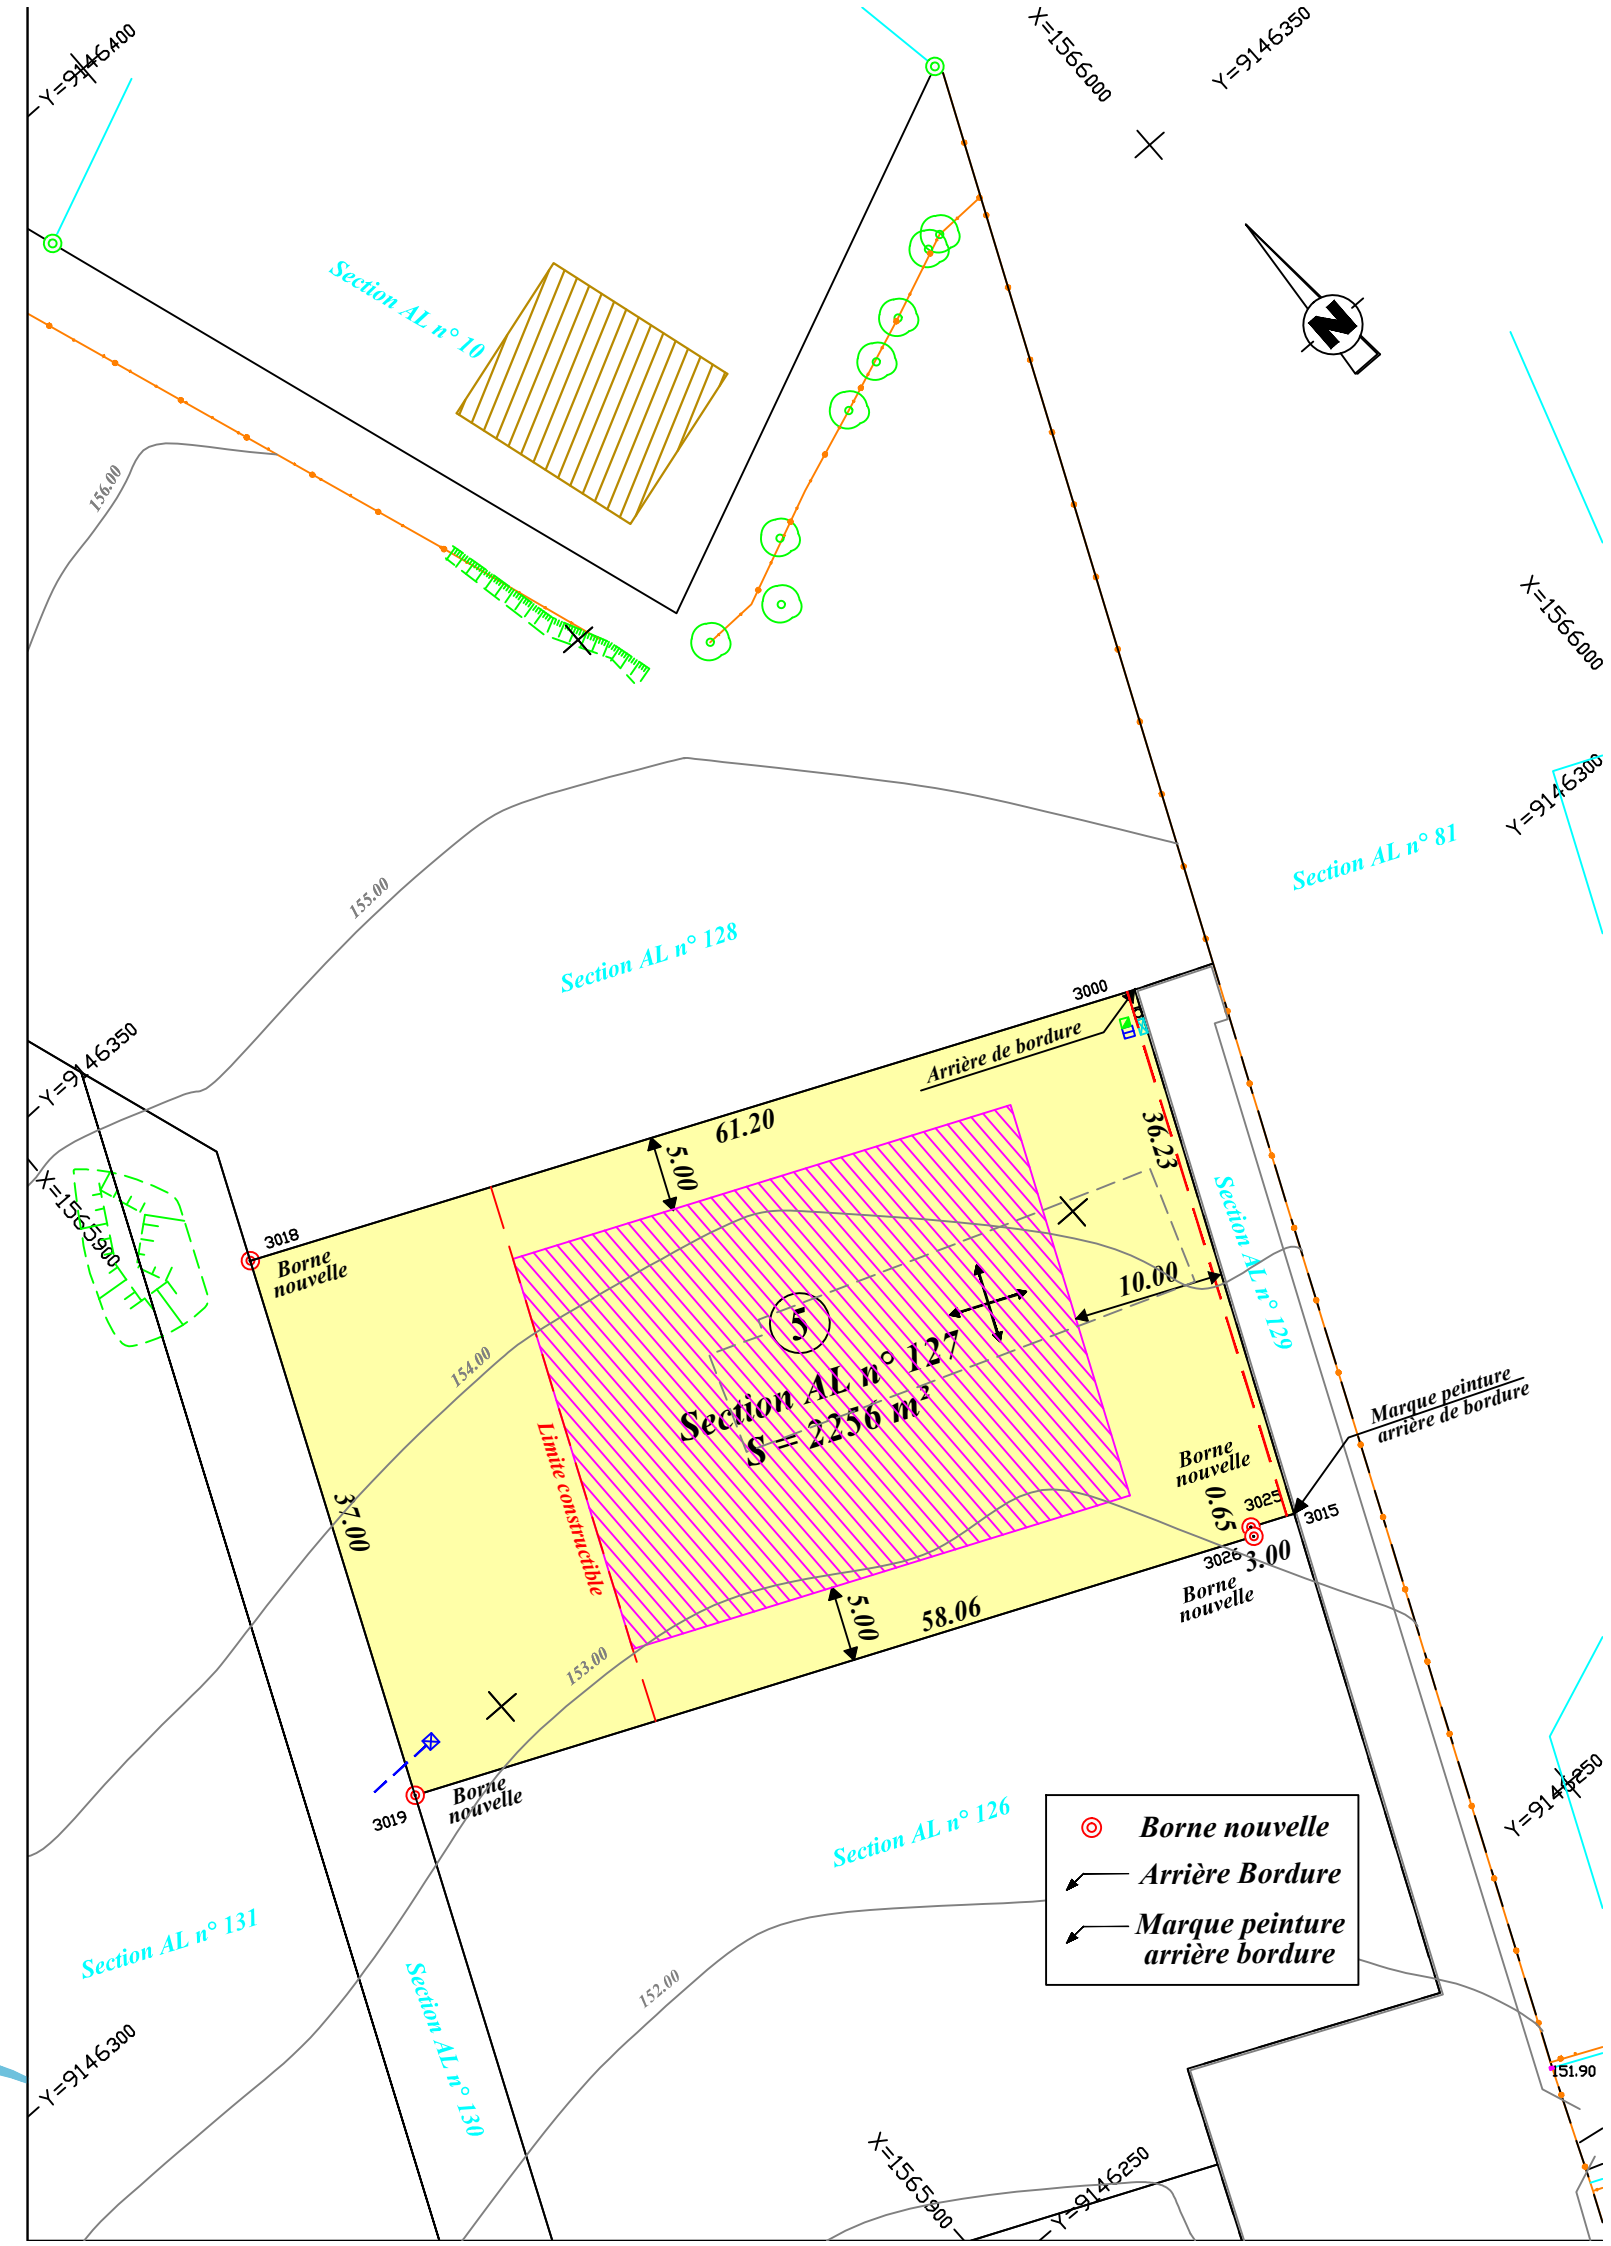 Y=9146400
X=1566000
Y=9146350
Section AL n° 10
N
156.00
X=1566000
Y=9146300
Section AL n° 81
155.00
Section AL n° 128
3000
Arrière de bordure
Y=9146350
X=1565900
61.20
5.00
36.23
3018
Borne
nouvelle
Section AL n° 129
10.00
5
154.00
Section AL n° 127
S = 2256 m²
Limite constructible
Marque peinture
arrière de bordure
37.00
Borne
nouvelle
0.65
3025
3015
3026
3.00
Borne
nouvelle
5.00
58.06
153.00
Y=9146250
3019
Borne
nouvelle
Section AL n° 126
Borne nouvelle
Arrière Bordure
Marque peinture
arrière bordure
Section AL n° 131
Section AL n° 130
152.00
Y=9146300
151.90
X=1565900
Y=9146250